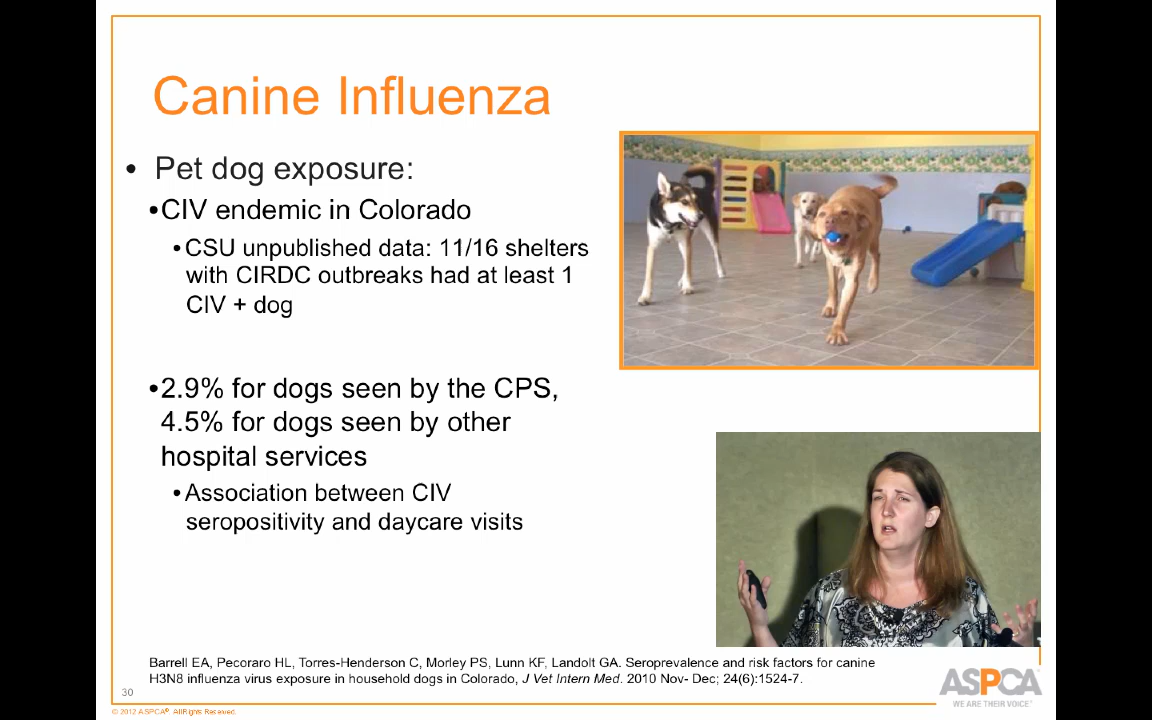 Canine Influenza
• Pet dog exposure:
•CIV endemic in Colorado
•CSU unpublished data: 11/16 shelters
with CIRDC outbreaks had at least 1
CIV + dog
•2.9% for dogs seen by the CPS,
4.5% for dogs seen by other
hospital services
•Association between CIV
seropositivity and daycare visits
Barrell EA, Pecoraro HL, Torres-Henderson C, Morley PS, Lunn KF, Landolt GA. Seroprevalence and risk factors for canine
H3N8 influenza virus exposure in household dogs in Colorado, J Vet Intern Med. 2010 Nov- Dec; 24(6):1524-7.
30
© 2012 ASPCA®. All Rights Reserved.
ASPCA
WE ARE THEIR VOICE.®